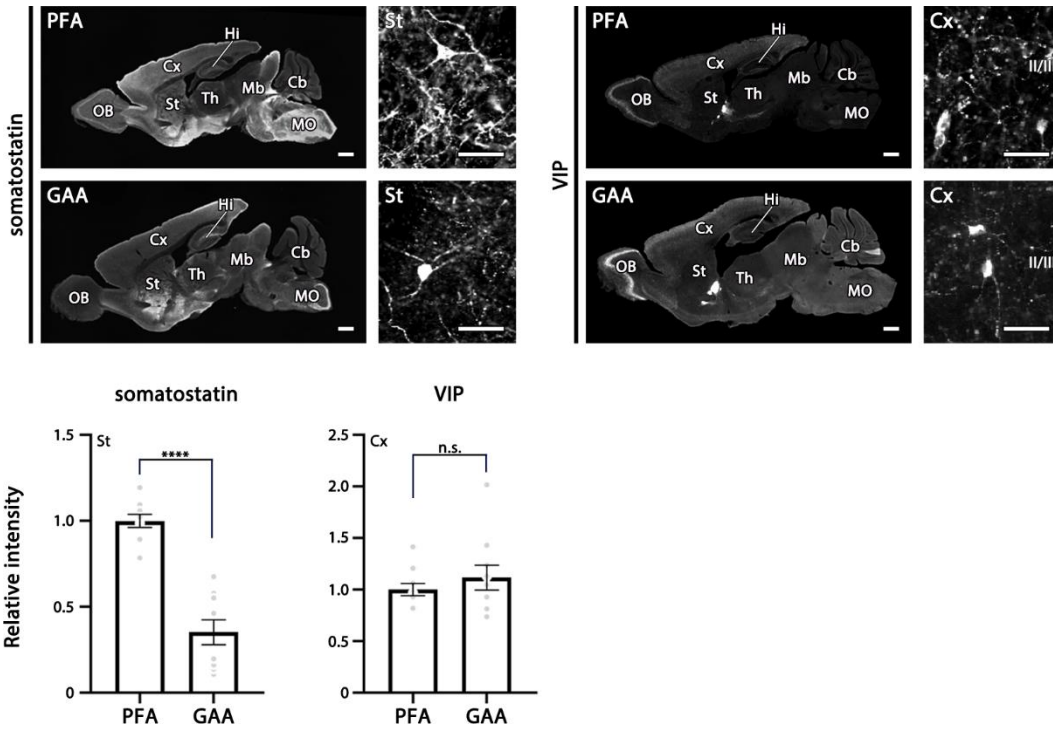 somatostatin
PFA
Hi
Cx
OB
St
Th
Mb
Cb
MO
St
GAA
Hi
Cx
OB
St
Th
Mb
Cb
MO
St
VIP
PFA
Hi
Cx
OB
St
Th
Mb
Cb
MO
Cx
II/III
GAA
Hi
Cx
OB
St
Th
Mb
Cb
MO
Cx
II/III
somatostatin
Relative intensity
1.5
1.0
0.5
0
St
****
PFA
GAA
VIP
2.5
2.0
1.5
1.0
0.5
0
Cx
n.s.
PFA
GAA